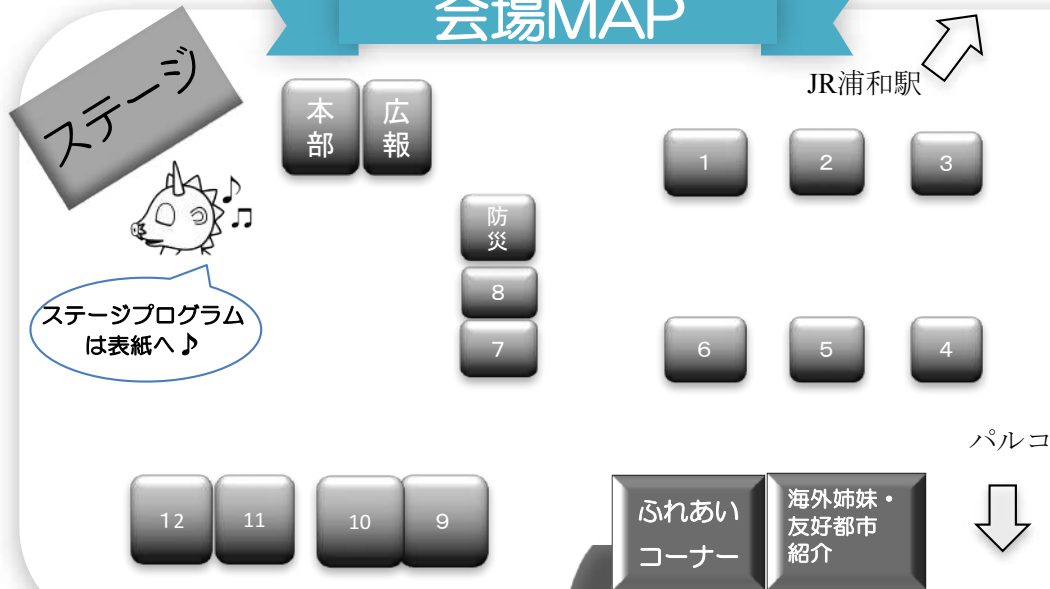 会場MAP
ステージ
JR浦和駅
本部
広報
1
2
3
防災
8
7
ステージプログラム
は表紙へ♪
6
5
4
パルコ
12
11
10
9
ふれあい
コーナー
海外姉妹・
友好都市
紹介